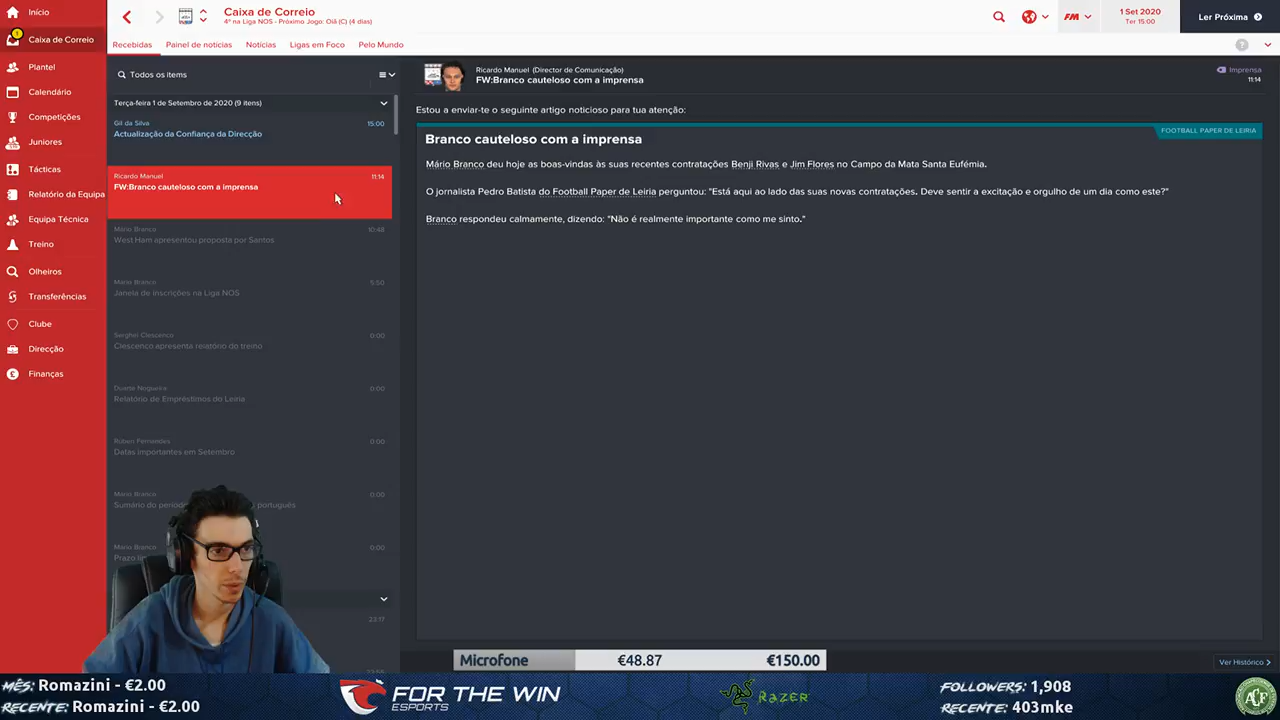 Início
Caixa de Correio
1
Plantel
Calendário
Competições
Juniores
Tácticas
Relatório da Equipa
Equipa Técnica
Treino
Olheiros
Transferências
Clube
Direcção
Finanças
Caixa de Correio
4º na Liga NOS - Próximo Jogo: Oiã (C) (4 dias)
FM
1 Set 2020
Ter 15:00
Ler Próxima
Recebidas
Painel de notícias
Notícias
Ligas em Foco
Pelo Mundo
Todos os items
Terça-feira 1 de Setembro de 2020 (9 itens)
Gil da Silva
15:00
Actualização da Confiança da Direcção
Ricardo Manuel
11:14
FW:Branco cauteloso com a imprensa
Mário Branco
10:48
West Ham apresentou proposta por Santos
Mário Branco
5:50
Janela de inscrições na Liga NOS
Serghei Clescenco
0:00
Clescenco apresenta relatório do treino
Duarte Nogueira
0:00
Relatório de Empréstimos do Leiria
Rúben Fernandes
0:00
Datas importantes em Setembro
Mário Branco
0:00
Sumário do períod português
Mário Branco
0:00
Prazo
22:17
Ricardo Manuel (Director de Comunicação)
FW:Branco cauteloso com a imprensa
Imprensa
11:14
Estou a enviar-te o seguinte artigo noticioso para tua atenção:
FOOTBALL PAPER DE LEIRIA
Branco cauteloso com a imprensa
Mário Branco deu hoje as boas-vindas às suas recentes contratações Benji Rivas e Jim Flores no Campo da Mata Santa Eufémia.
O jornalista Pedro Batista do Football Paper de Leiria perguntou: "Está aqui ao lado das suas novas contratações. Deve sentir a excitação e orgulho de um dia como este?"
Branco respondeu calmamente, dizendo: "Não é realmente importante como me sinto."
Ver Histórico
Microfone
€48.87
€150.00
MÊS: Romazini - €2.00
RECENTE: Romazini - €2.00
FOR THE WIN
ESPORTS
RAZER
FOLLOWERS: 1,908
RECENTE: 403mke
ACF